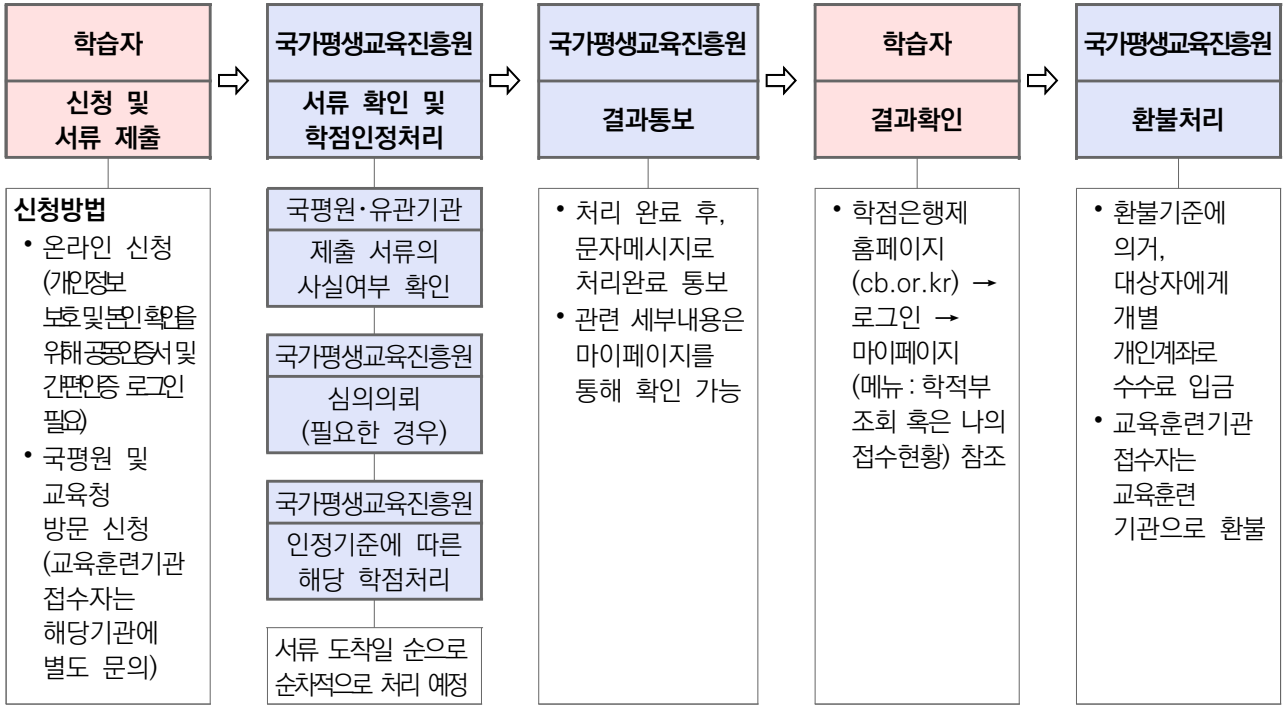 학습자
신청 및
서류 제출
신청방법
• 온라인 신청
(개인정보
보호 및 본인 확인을
위해 공동인증서 및
간편인증 로그인
필요)
• 국평원 및
교육청
방문 신청
(교육훈련기관
접수자는
해당기관에
별도 문의)
⇨
국가평생교육진흥원
서류 확인 및
학점인정처리
국평원·유관기관
제출 서류의
사실여부 확인
국가평생교육진흥원
심의의뢰
(필요한 경우)
국가평생교육진흥원
인정기준에 따른
해당 학점처리
서류 도착일 순으로
순차적으로 처리 예정
⇨
국가평생교육진흥원
결과통보
• 처리 완료 후,
문자메시지로
처리완료 통보
• 관련 세부내용은
마이페이지를
통해 확인 가능
⇨
학습자
결과확인
• 학점은행제
홈페이지
(cb.or.kr) →
로그인 →
마이페이지
(메뉴 : 학적부
조회 혹은 나의
접수현황) 참조
⇨
국가평생교육진흥원
환불처리
• 환불기준에
의거,
대상자에게
개별
개인계좌로
수수료 입금
• 교육훈련기관
접수자는
교육훈련
기관으로 환불